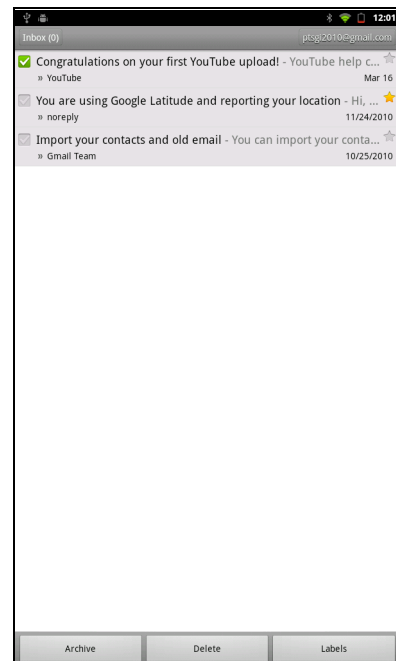 12:01
Inbox (0) ptsgi2010@gmail.com
Congratulations on your first YouTube upload! - YouTube help c...
» YouTube Mar 16
You are using Google Latitude and reporting your location - Hi, ...
» noreply 11/24/2010
Import your contacts and old email - You can import your conta...
» Gmail Team 10/25/2010
Archive Delete Labels